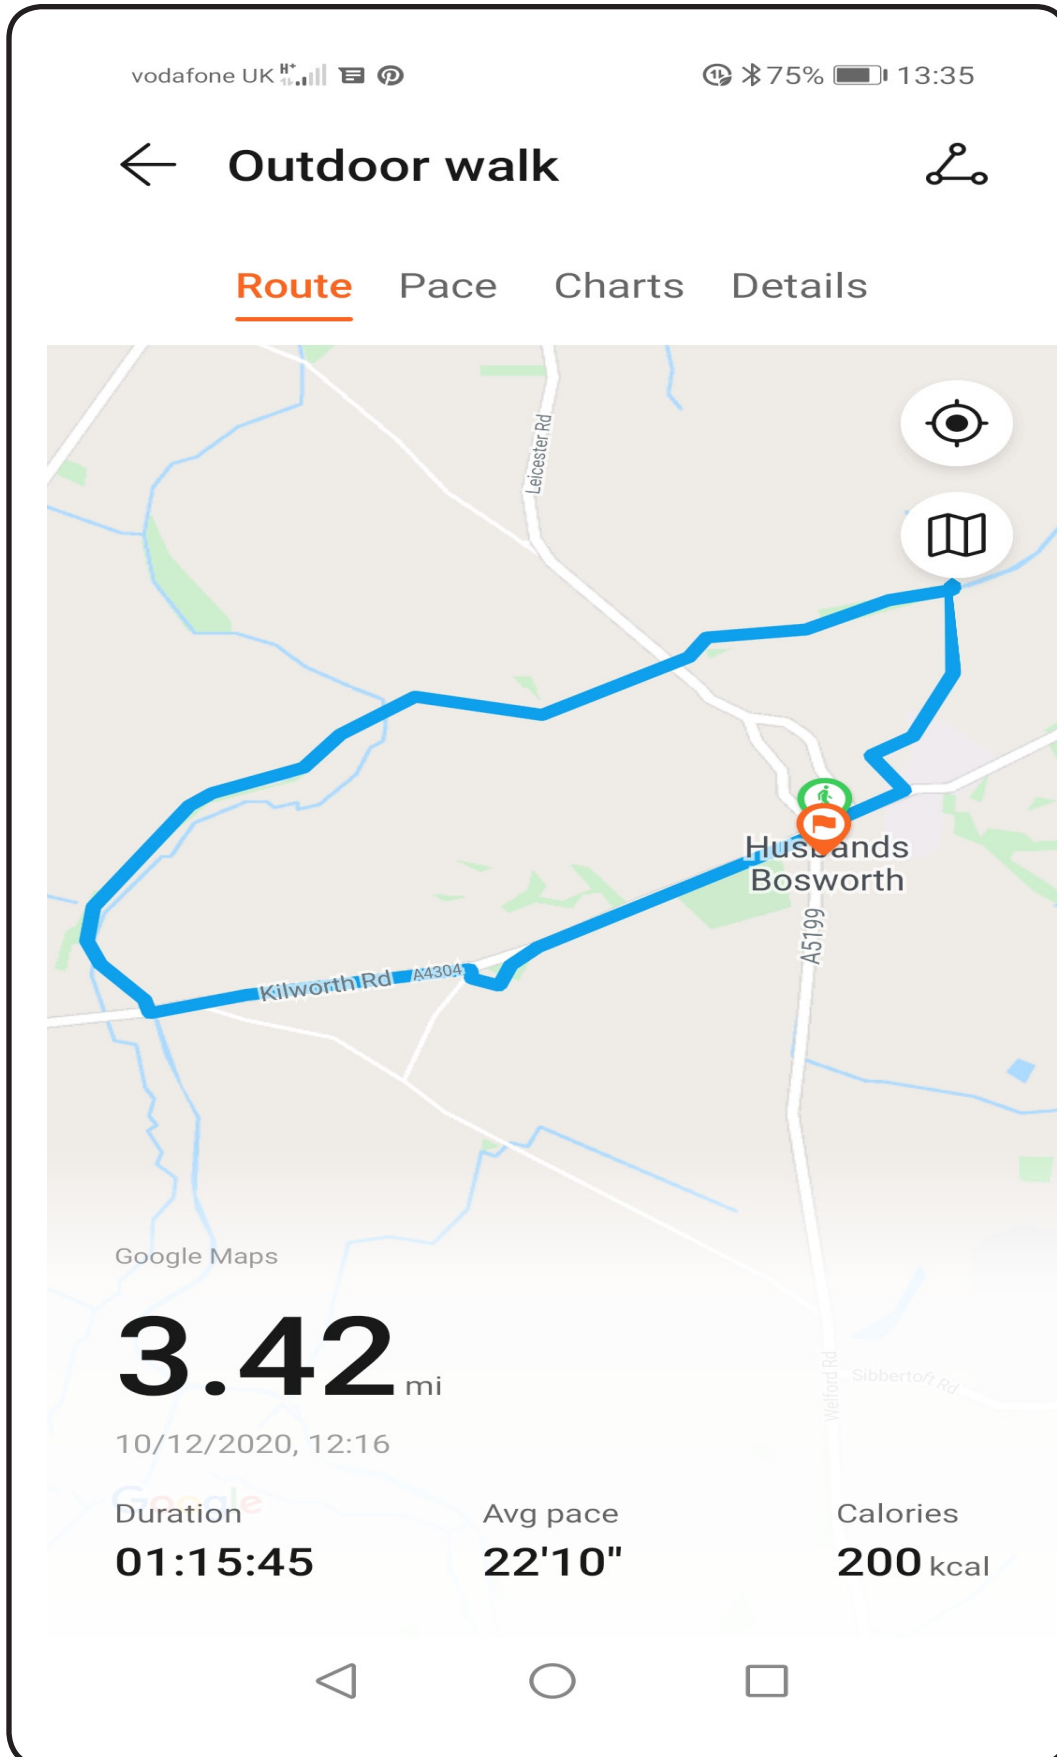 vodafone UK H+ 75% 13:35
Outdoor walk
Route Pace Charts Details
Leicester Rd
Husbands
Bosworth
A5199
Kilworth Rd A4304
Google Maps
3.42 mi
Welford Rd
Sibbertoft Rd
10/12/2020, 12:16
Google
Duration Avg pace Calories
01:15:45 22'10" 200 kcal